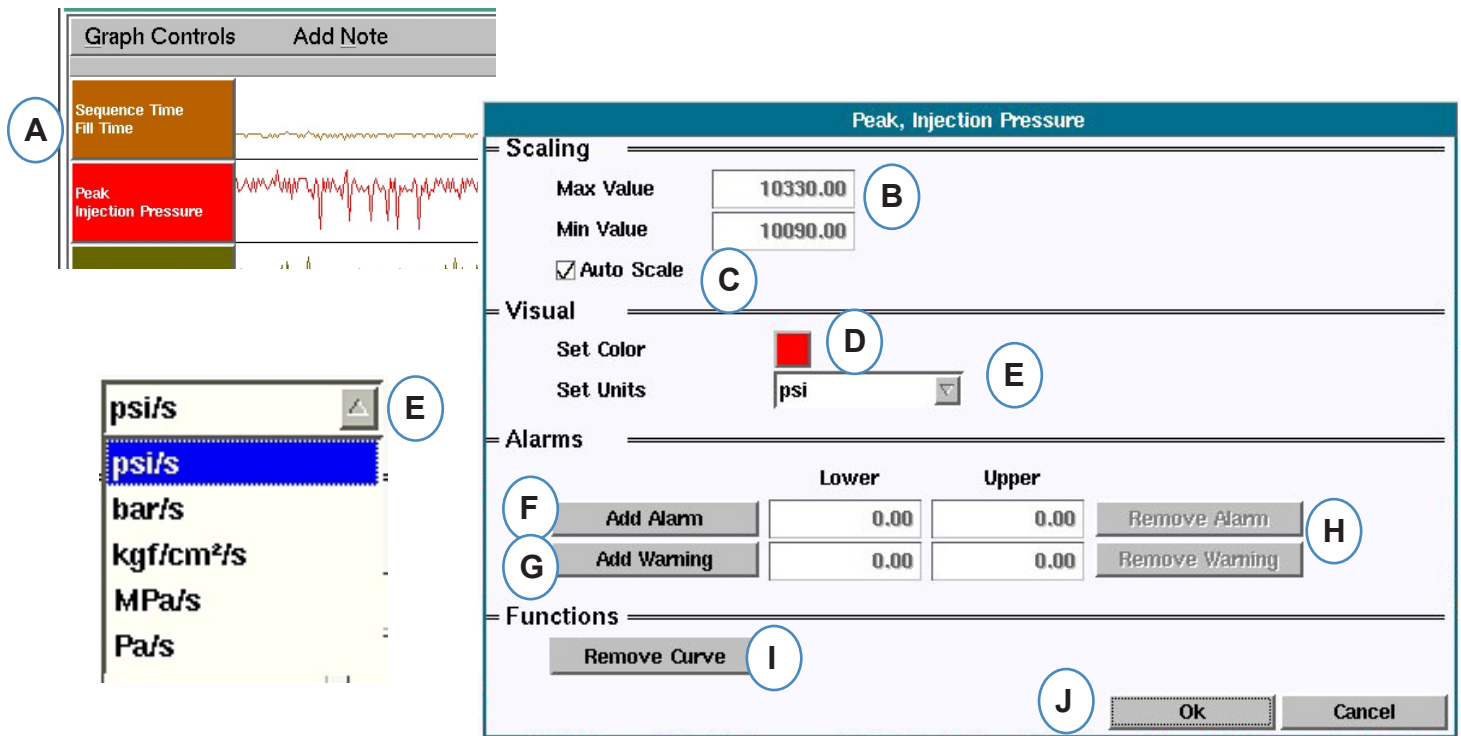 Graph Controls Add Note
A
Sequence Time
Fill Time
Peak
Injection Pressure
Peak, Injection Pressure
Scaling
Max Value 10330.00 B
Min Value 10090.00
Auto Scale C
Visual
Set Color D
Set Units psi E
Alarms
Lower Upper
F Add Alarm 0.00 0.00 Remove Alarm H
G Add Warning 0.00 0.00 Remove Warning
Functions
Remove Curve I
J Ok Cancel
psi/s E
psi/s
bar/s
kgf/cm²/s
MPa/s
Pa/s